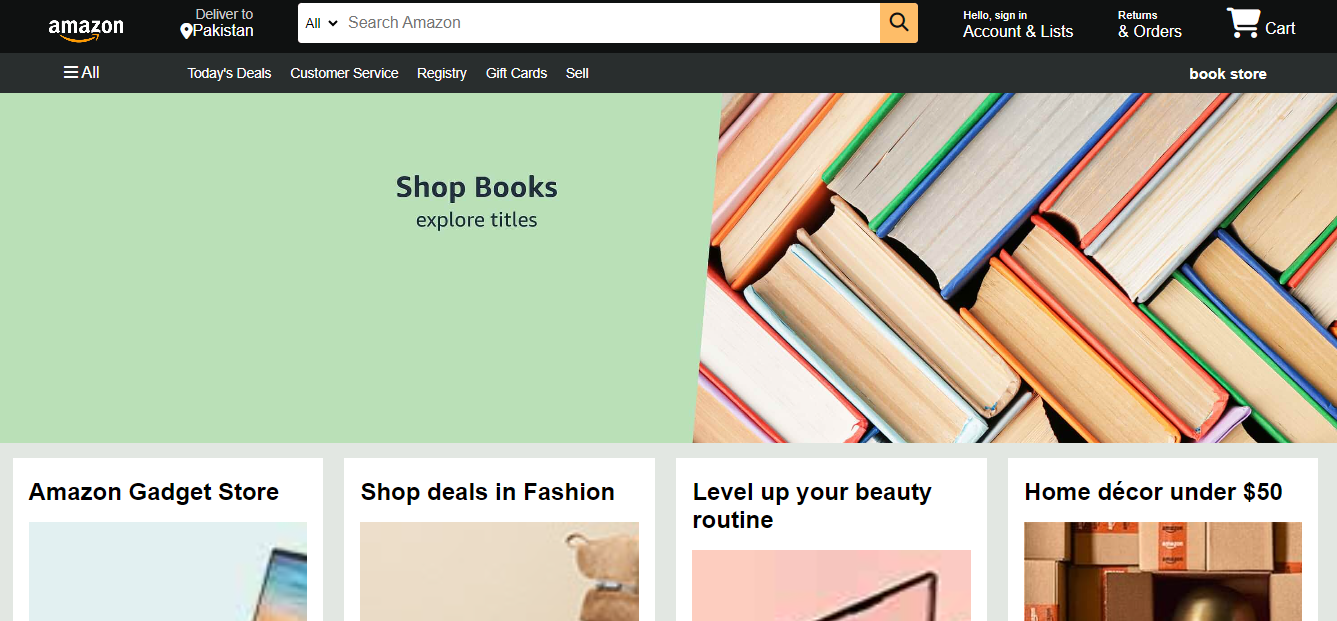 amazon
Deliver to
Pakistan
All
Search Amazon
Hello, sign in
Account & Lists
Returns
& Orders
Cart
All
Today's Deals
Customer Service
Registry
Gift Cards
Sell
book store
Shop Books
explore titles
Amazon Gadget Store
Shop deals in Fashion
Level up your beauty
routine
Home décor under $50